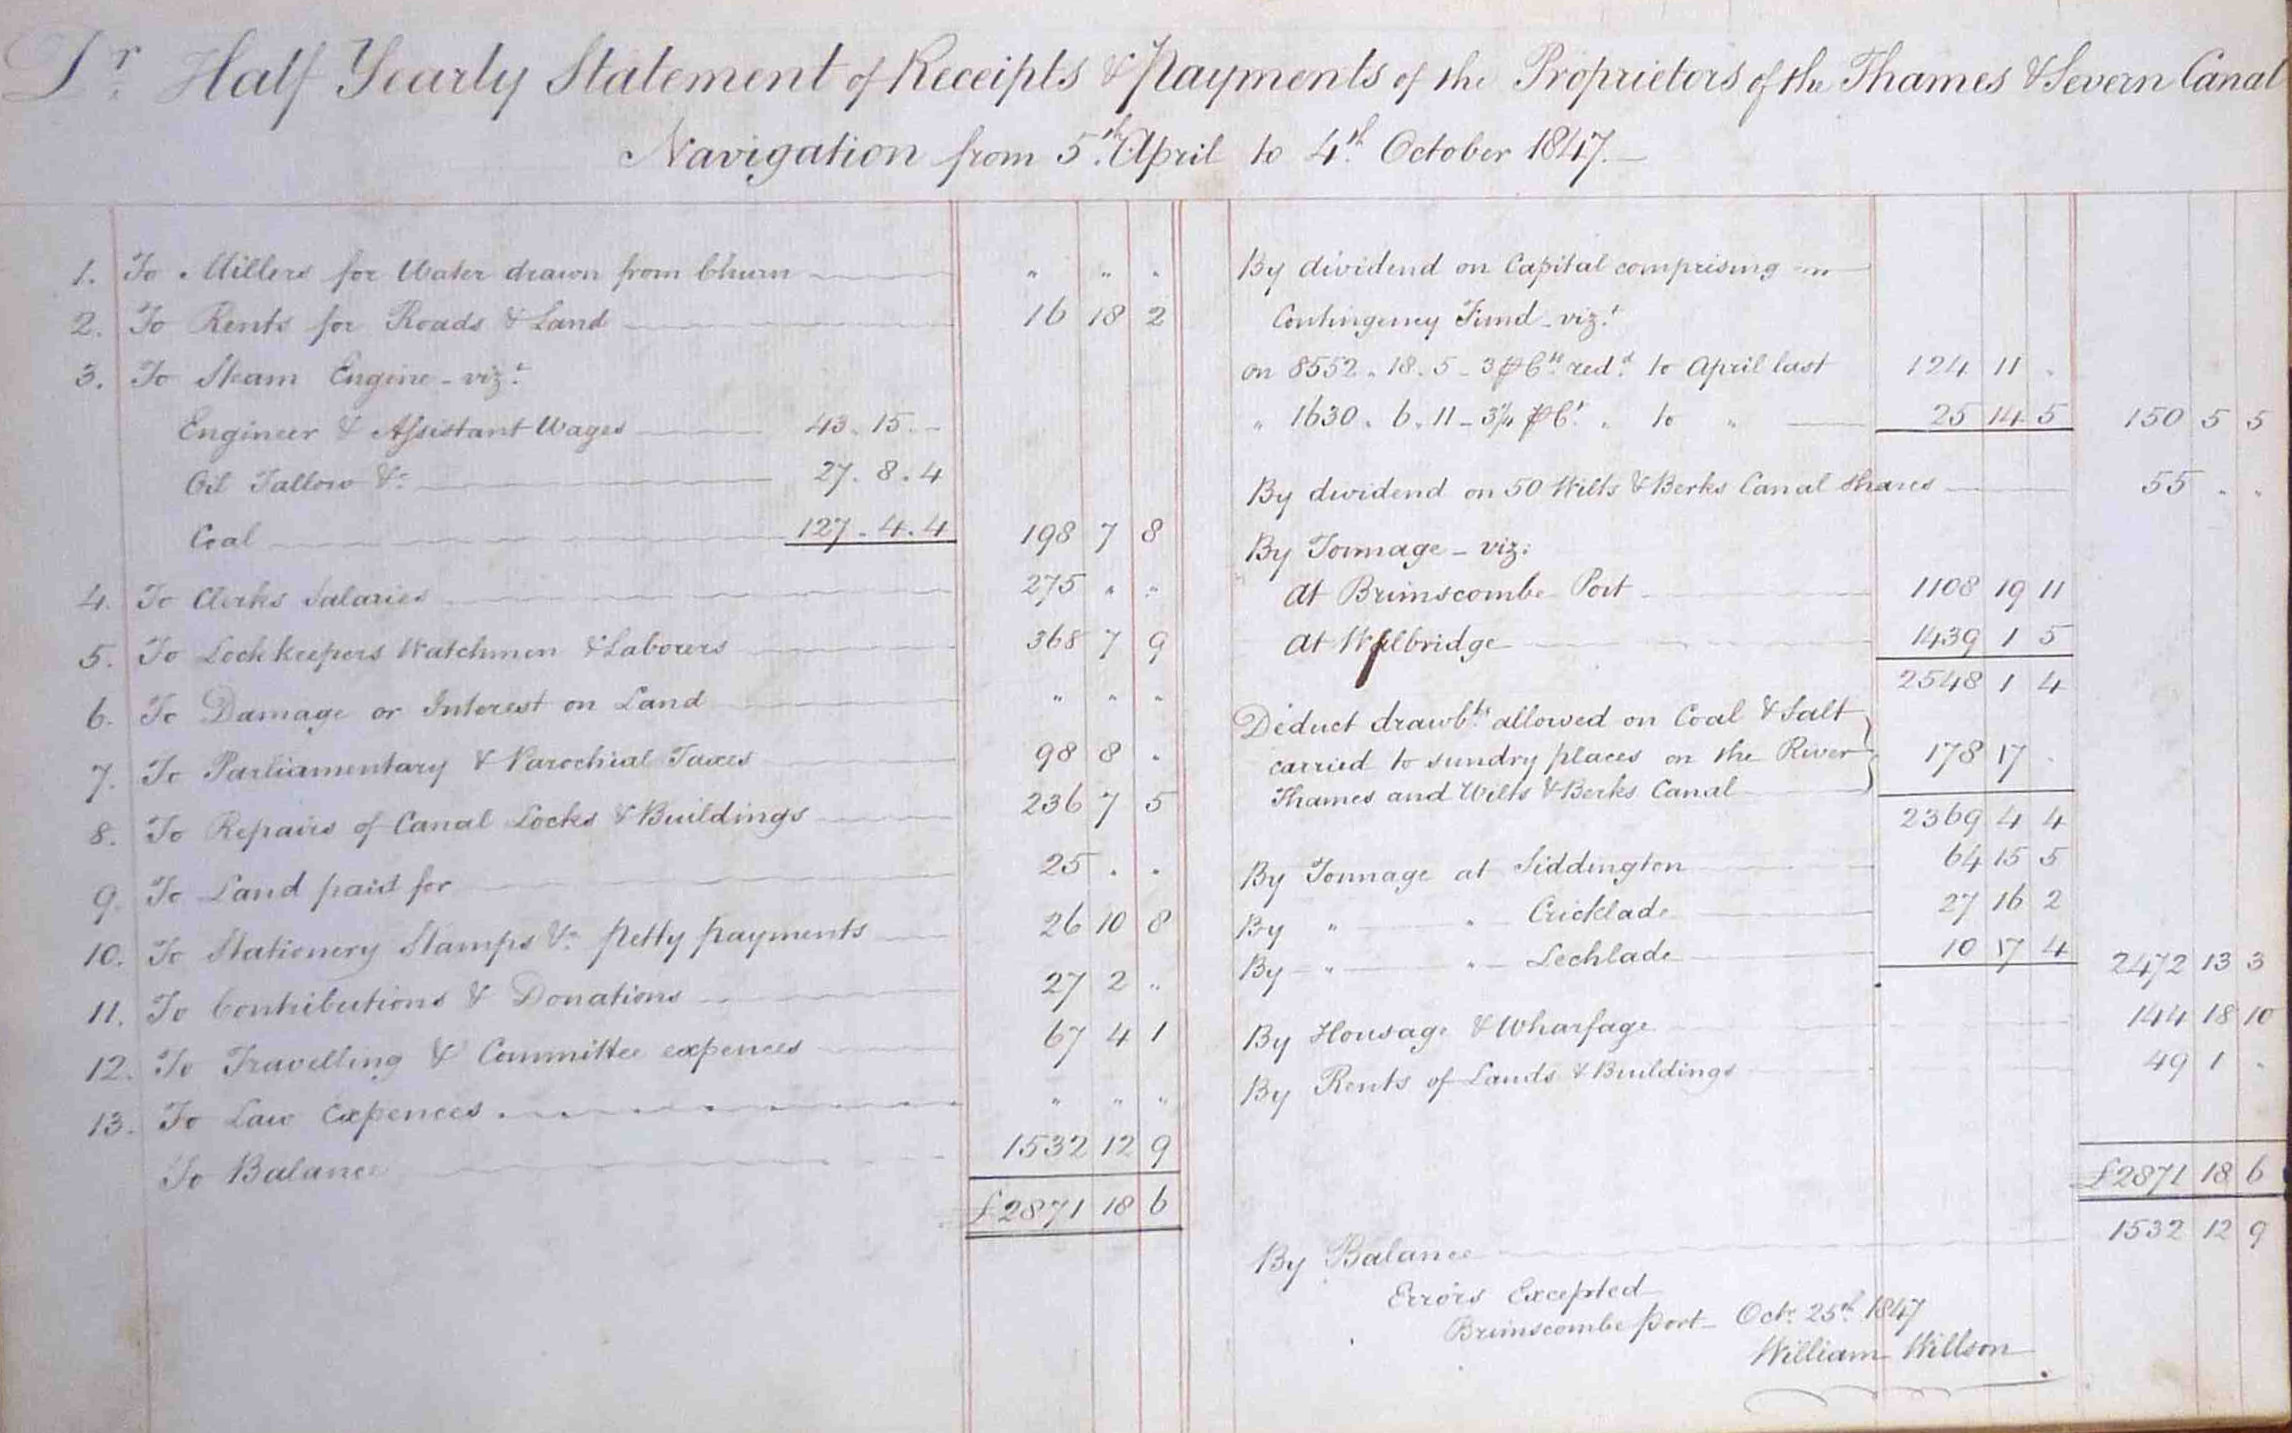 Dr. Half Yearly Statement of Receipts & Payments of the Proprietors of the Thames & Severn Canal
Navigation from 5th. April to 4th. October 1847.
1. To Millers for Water drawn from Churn " " "
2. To Rents for Roads & Land 16 18 2
3. To Steam Engine - vizt.
Engineer & Assistant Wages 43. 15. -
Oil Tallow &c. 27. 8. 4
Coal 127. 4. 4 198 7 8
4. To Clerks Salaries 275 " "
5. To Lockkeepers Watchmen & Laborers 368 7 9
6. To Damage or Interest on Land " " "
7. To Parliamentary & Parochial Taxes 98 8 "
8. To Repairs of Canal Locks & Buildings 236 7 5
9. To Land paid for 25 " "
10. To Stationery Stamps &c. petty payments 26 10 8
11. To Contributions & Donations 27 2 "
12. To Travelling & Committee expences 67 4 1
13. To Law Expences " " "
To Balance 1532 12 9
£2871 18 6
By dividend on Capital comprising
Contingency Fund - vizt.
on 8552. 18. 5 - 3 ⅌ Ct. red.d to April last 124 11 "
" 1630. 6. 11 - 3¼ ⅌ Ct. " to " 25 14 5 150 5 5
By dividend on 50 Wilts & Berks Canal Shares 55 " "
By Tonnage - viz:
At Brimscombe Port 1108 19 11
At Wallbridge 1439 1 5
2548 1 4
Deduct drawbks. allowed on Coal & Salt
carried to sundry places on the River 178 17 "
Thames and Wilts & Berks Canal
2369 4 4
By Tonnage at Siddington 64 15 5
By " " Cricklade 27 16 2
By " " Lechlade 10 17 4 2472 13 3
By Housage & Wharfage 144 18 10
By Rents of Lands & Buildings 49 1 "
£2871 18 6
By Balance 1532 12 9
Errors Excepted
Brimscombe Port - Octr. 25th. 1847
William Willson